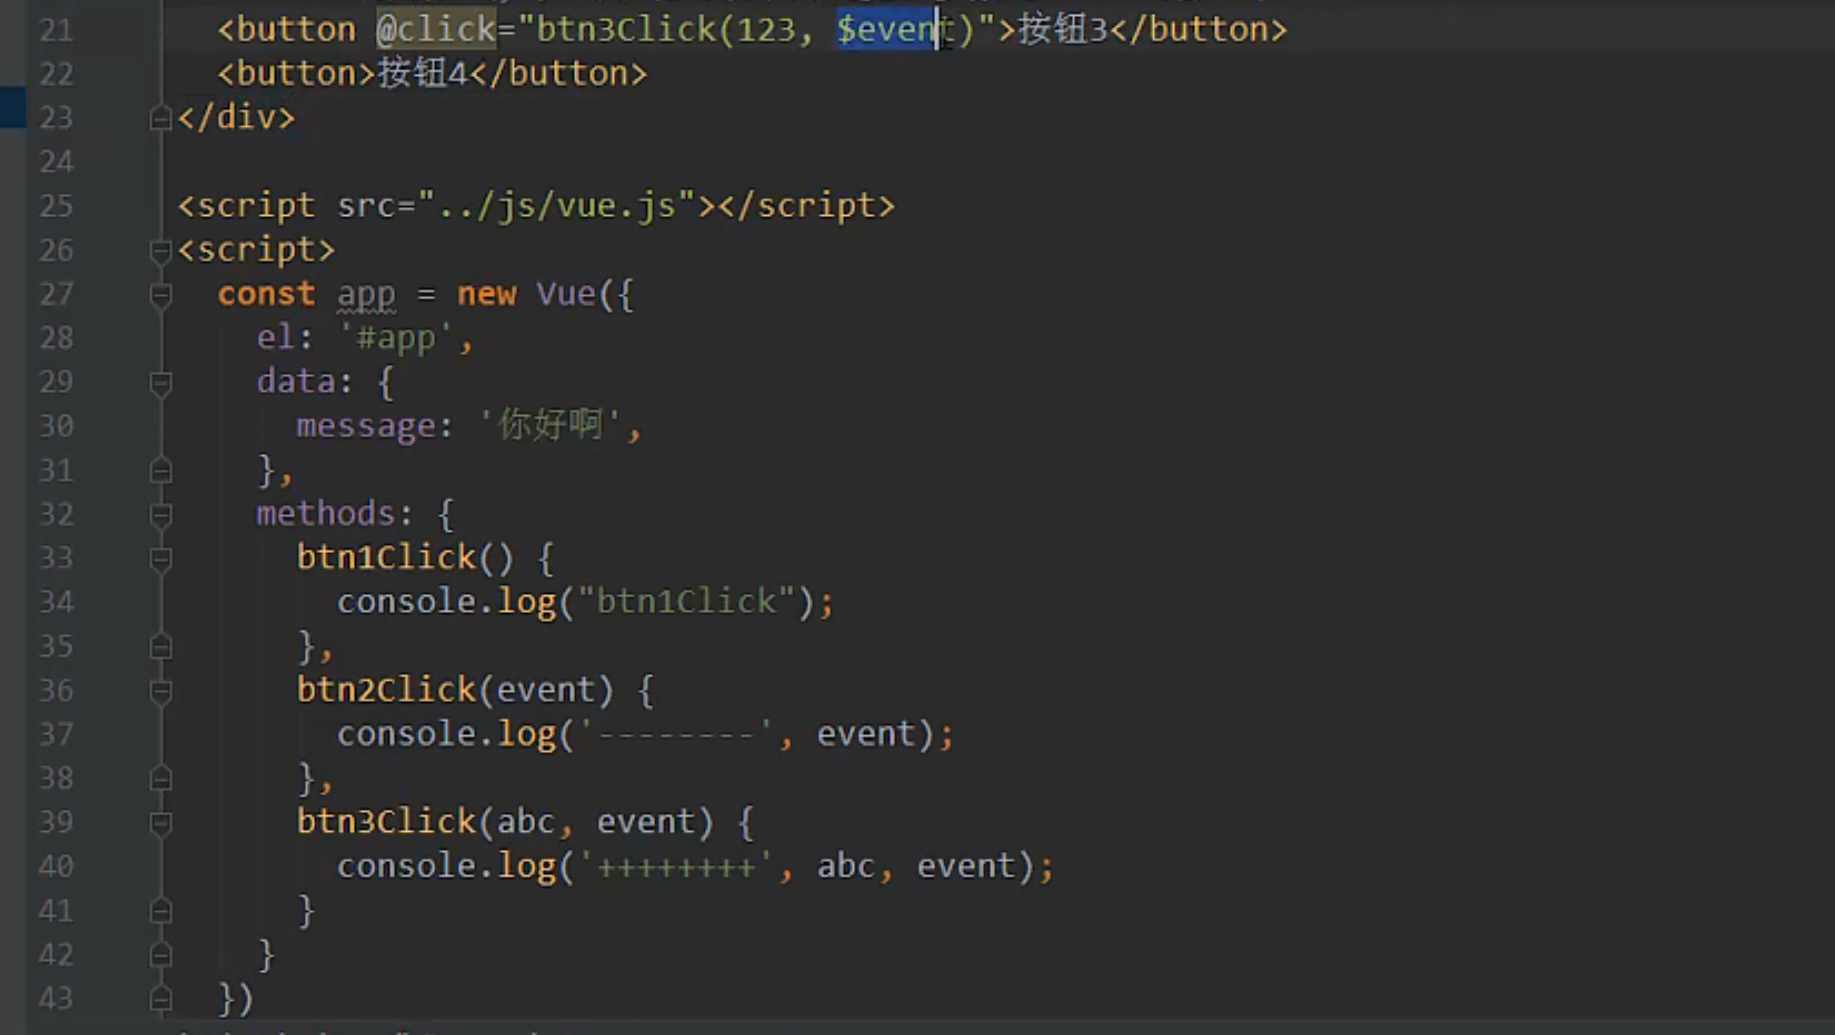 21 <button @click="btn3Click(123, $event)">按钮3</button>
22 <button>按钮4</button>
23 </div>
24
25 <script src="../js/vue.js"></script>
26 <script>
27 const app = new Vue({
28 el: '#app',
29 data: {
30 message: '你好啊',
31 },
32 methods: {
33 btn1Click() {
34 console.log("btn1Click");
35 },
36 btn2Click(event) {
37 console.log('--------', event);
38 },
39 btn3Click(abc, event) {
40 console.log('++++++++', abc, event);
41 }
42 }
43 })